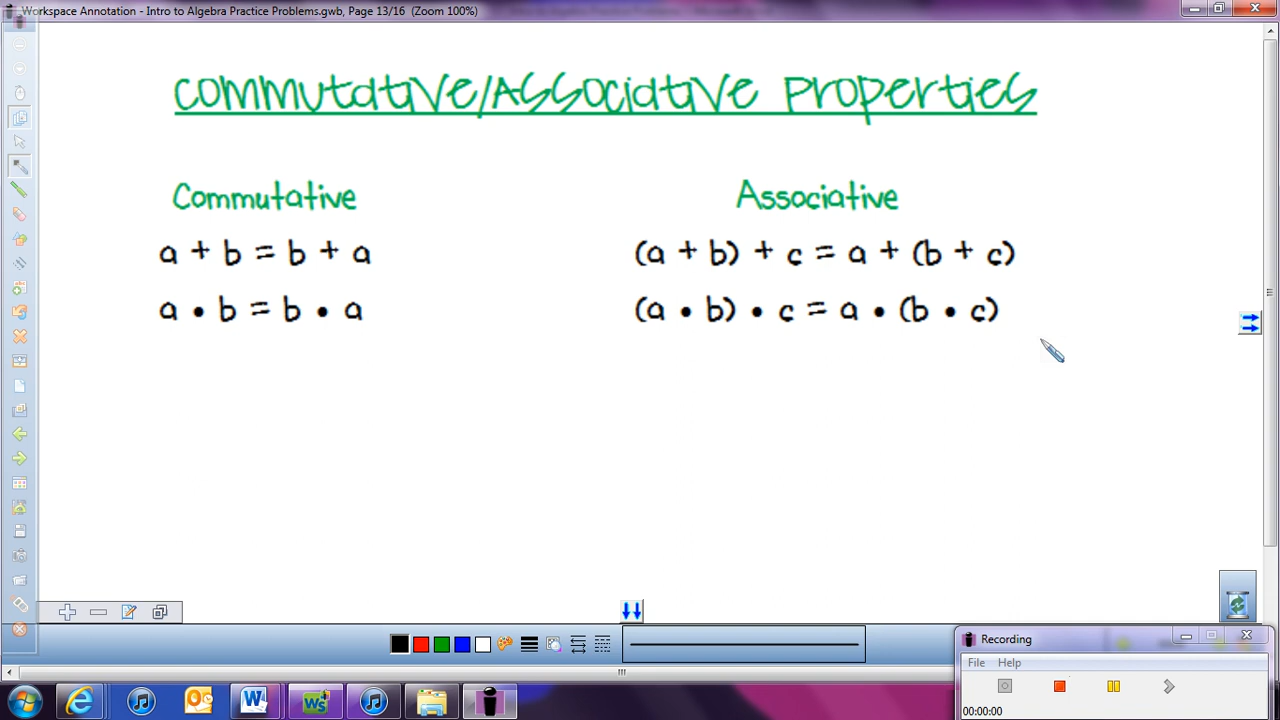 Workspace Annotation - Intro to Algebra Practice Problems.gwb, Page 13/16 (Zoom 100%)
Commutative/Associative Properties
Commutative
Associative
a + b = b + a
(a + b) + c = a + (b + c)
a • b = b • a
(a • b) • c = a • (b • c)
Recording
File Help
00:00:00